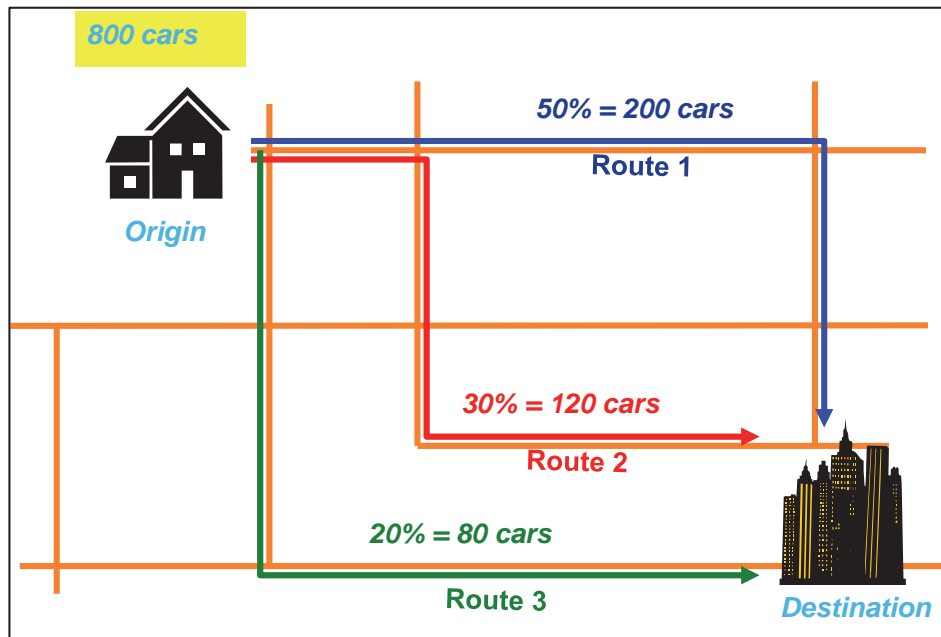 800 cars
50% = 200 cars
Route 1
Origin
30% = 120 cars
Route 2
20% = 80 cars
Route 3
Destination